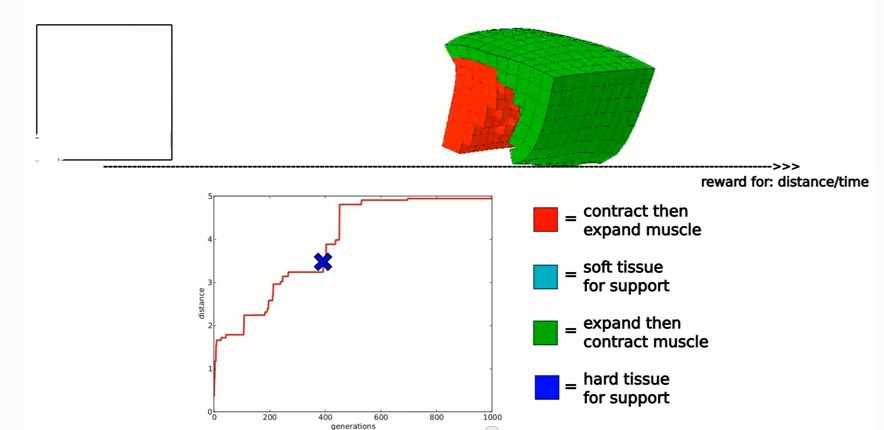 --->>>
reward for: distance/time
= contract then
expand muscle
= soft tissue
for support
= expand then
contract muscle
= hard tissue
for support
5
4
3
2
1
0
distance
0 200 400 600 800 1000
generations